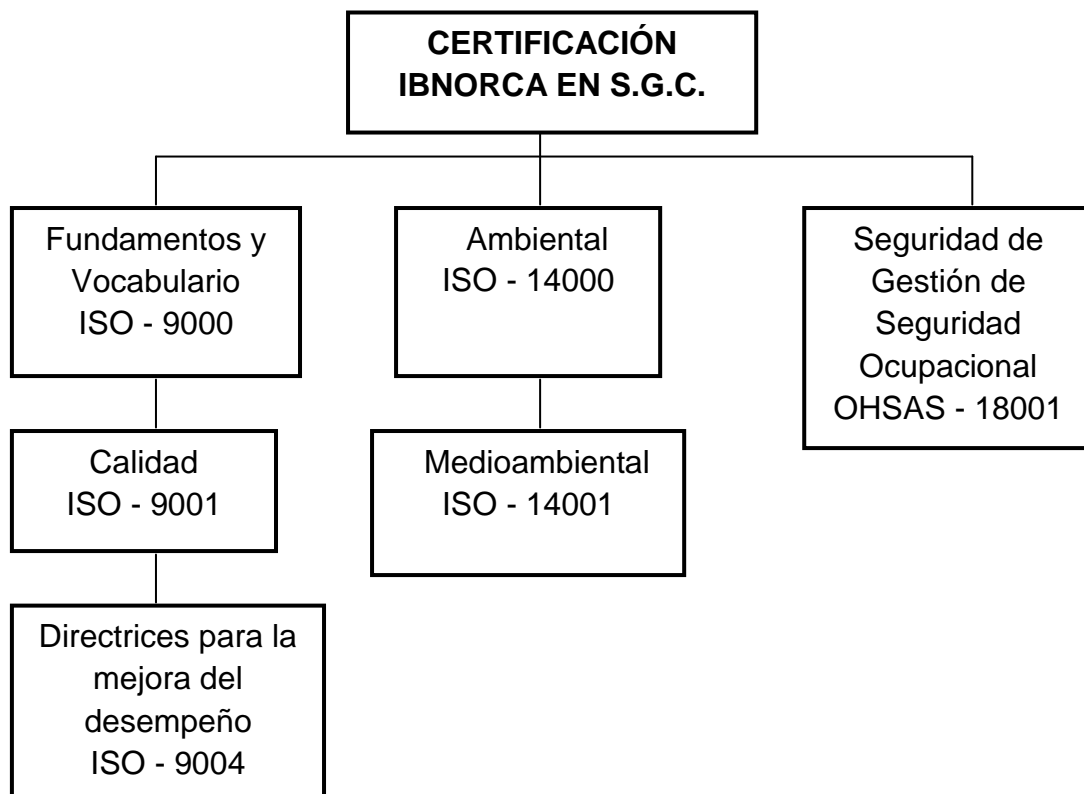 CERTIFICACIÓN
IBNORCA EN S.G.C.
Fundamentos y
Vocabulario
ISO - 9000
Ambiental
ISO - 14000
Seguridad de
Gestión de
Seguridad
Ocupacional
OHSAS - 18001
Calidad
ISO - 9001
Medioambiental
ISO - 14001
Directrices para la
mejora del
desempeño
ISO - 9004